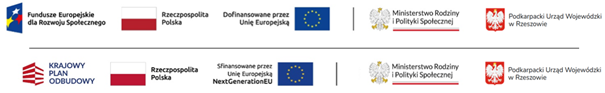 Fundusze Europejskie
dla Rozwoju Społecznego
Rzeczpospolita
Polska
Dofinansowane przez
Unię Europejską
Ministerstwo Rodziny
i Polityki Społecznej
Podkarpacki Urząd Wojewódzki
w Rzeszowie
KRAJOWY
PLAN
ODBUDOWY
Rzeczpospolita
Polska
Sfinansowane przez
Unię Europejską
NextGenerationEU
Ministerstwo Rodziny
i Polityki Społecznej
Podkarpacki Urząd Wojewódzki
w Rzeszowie